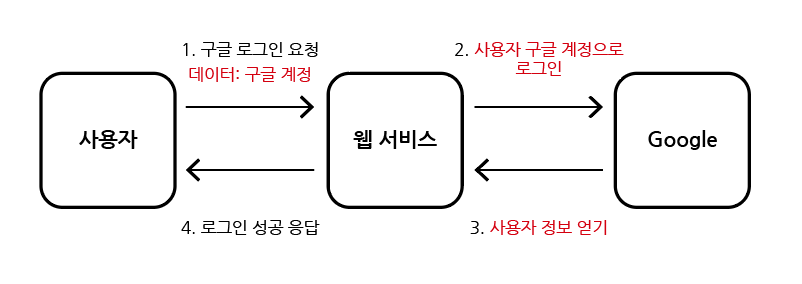 1. 구글 로그인 요청
데이터: 구글 계정
2. 사용자 구글 계정으로
로그인
사용자
웹 서비스
Google
4. 로그인 성공 응답
3. 사용자 정보 얻기